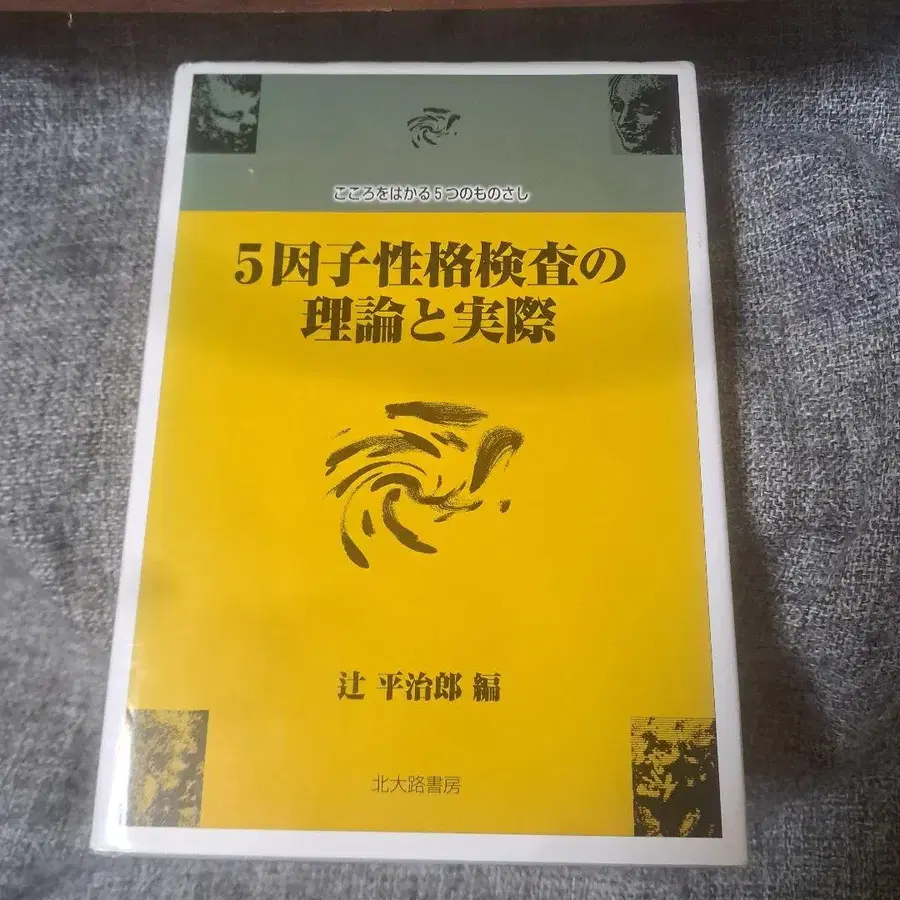 こころをはかる5つのものさし
5因子性格検査の
理論と実際
辻 平治郎 編
北大路書房